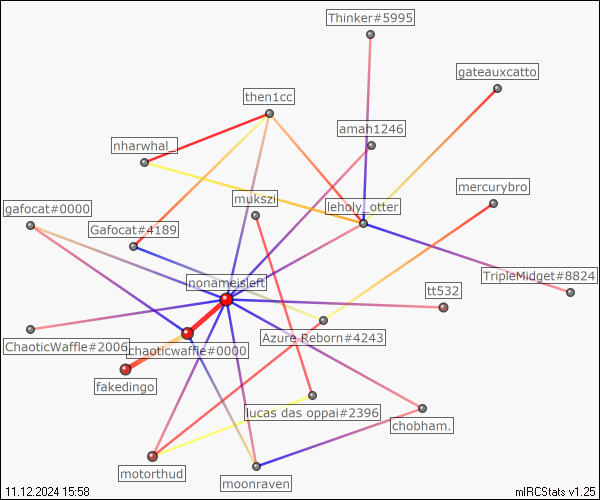 Thinker#5995
gateauxcatto
then1cc
amah1246
nharwhal_
mercurybro
mukszi
leholy_otter
gafocat#0000
Gafocat#4189
nonameisleft
TripleMidget#8824
tt532
Azure Reborn#4243
ChaoticWaffle#2006
chaoticwaffle#0000
fakedingo
lucas das oppai#2396
chobham.
motorthud
moonraven
11.12.2024 15:58
mIRCStats v1.25